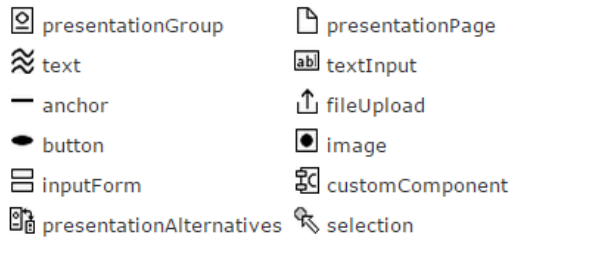 presentationGroup presentationPage
text textInput
anchor fileUpload
button image
inputForm customComponent
presentationAlternatives selection